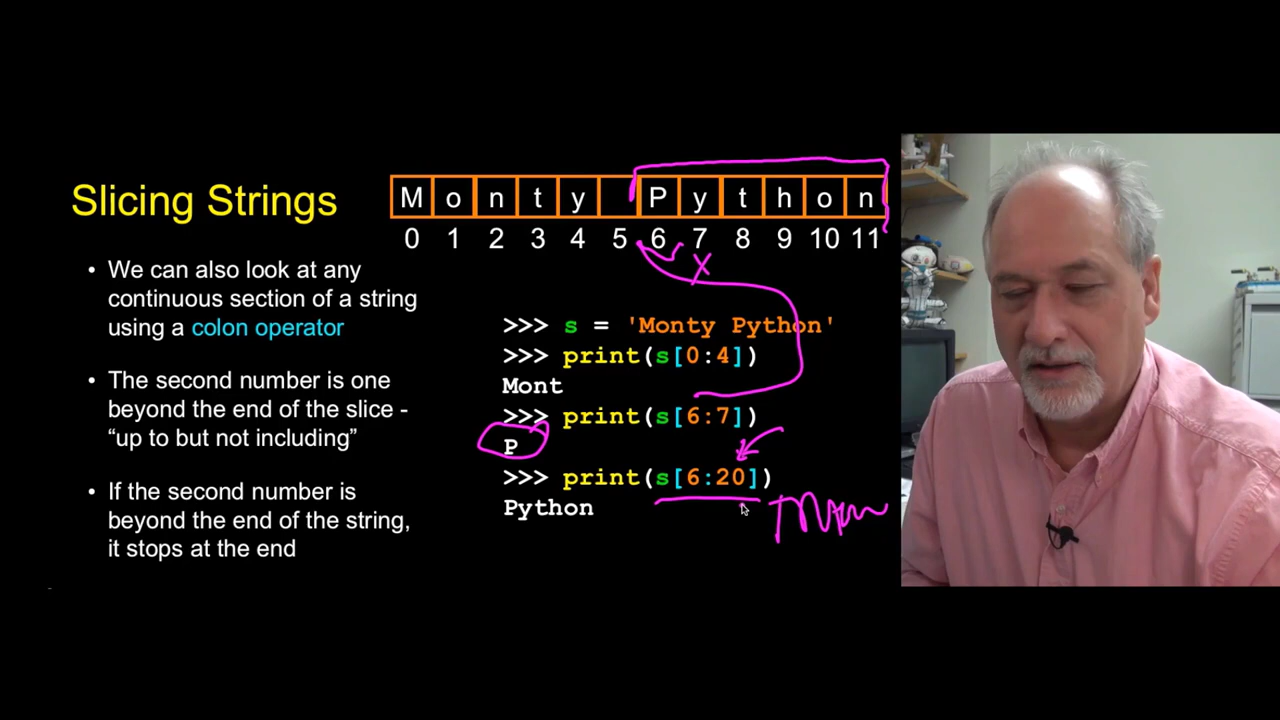 Slicing Strings
M o n t y P y t h o n
0 1 2 3 4 5 6 7 8 9 10 11
• We can also look at any
continuous section of a string
using a colon operator
• The second number is one
beyond the end of the slice -
“up to but not including”
• If the second number is
beyond the end of the string,
it stops at the end
>>> s = 'Monty Python'
>>> print(s[0:4])
Mont
>>> print(s[6:7])
P
>>> print(s[6:20])
Python
X